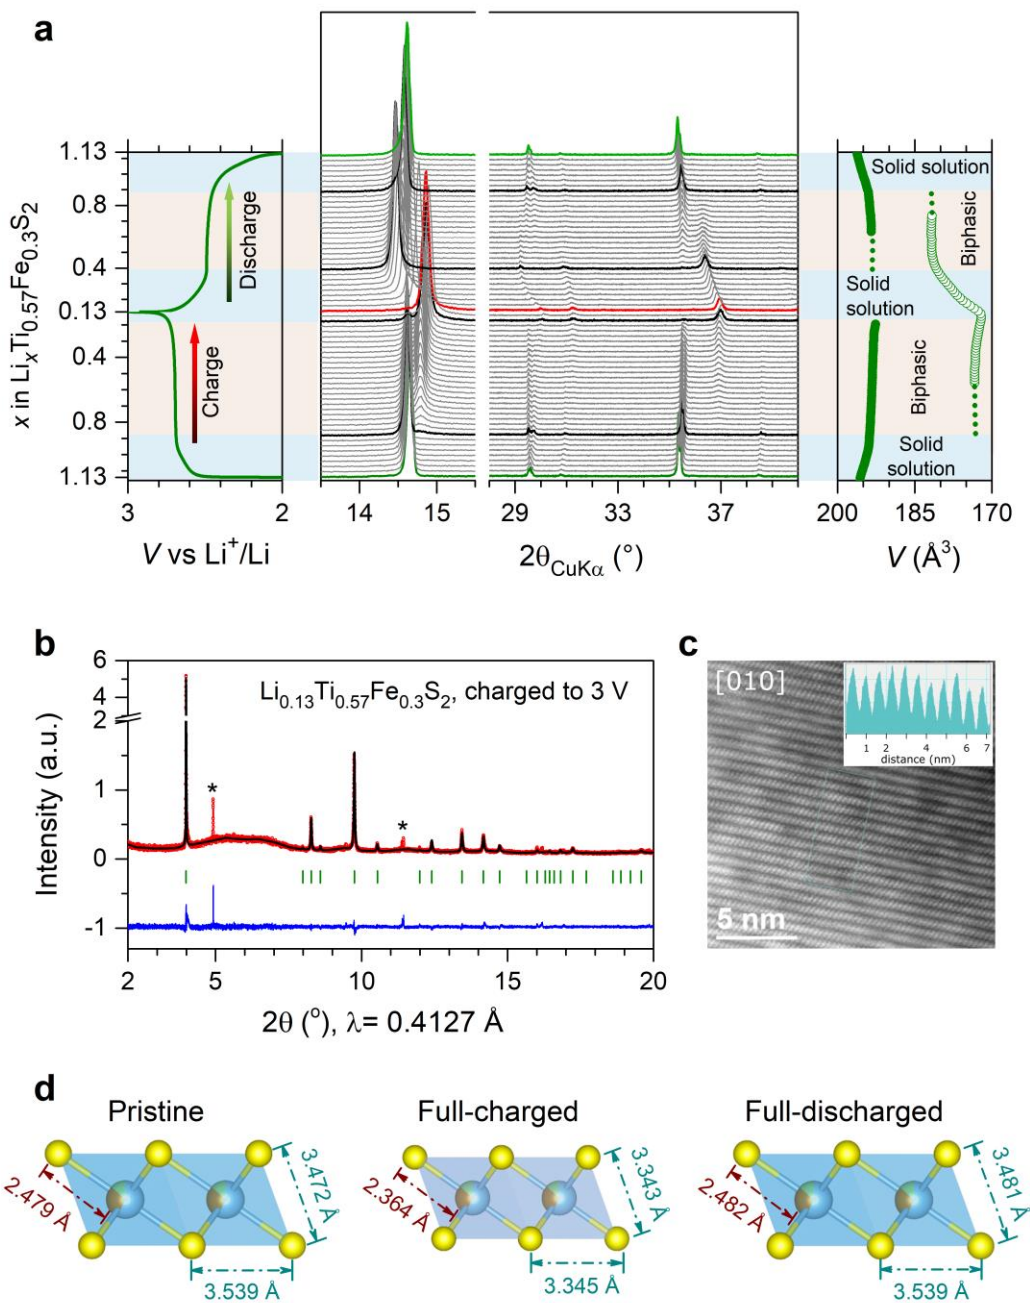 a
1.13
0.8
0.4
0.13
0.4
0.8
1.13
x in LiₓTi₀.₅₇Fe₀.₃S₂
Discharge
Charge
3 2
V vs Li⁺/Li
14 15 29 33 37
2θCuKα (°)
Solid solution
Biphasic
Solid
solution
Biphasic
Solid
solution
200 185 170
V (Å³)
b
6
4
2
1
0
-1
Intensity (a.u.)
Li₀.₁₃Ti₀.₅₇Fe₀.₃S₂, charged to 3 V
*
*
2 5 10 15 20
2θ (°), λ= 0.4127 Å
c
[010]
1 2 4 5 6 7
distance (nm)
5 nm
d
Pristine
2.479 Å
3.472 Å
3.539 Å
Full-charged
2.364 Å
3.343 Å
3.345 Å
Full-discharged
2.482 Å
3.481 Å
3.539 Å